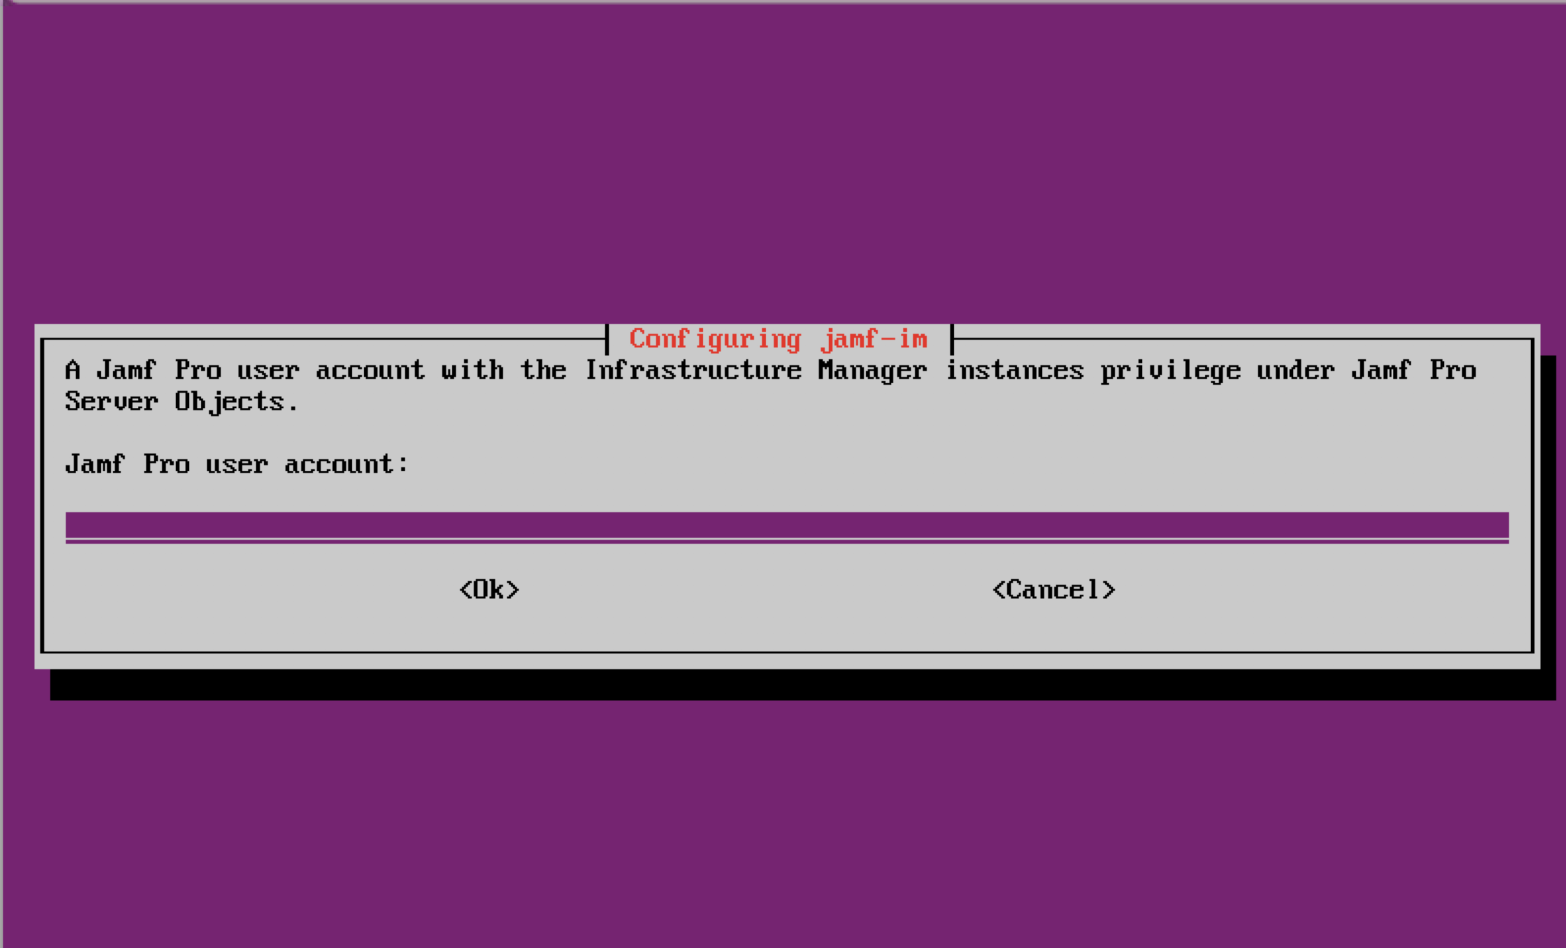 Configuring jamf-im
A Jamf Pro user account with the Infrastructure Manager instances privilege under Jamf Pro
Server Objects.
Jamf Pro user account:
<Ok> <Cancel>